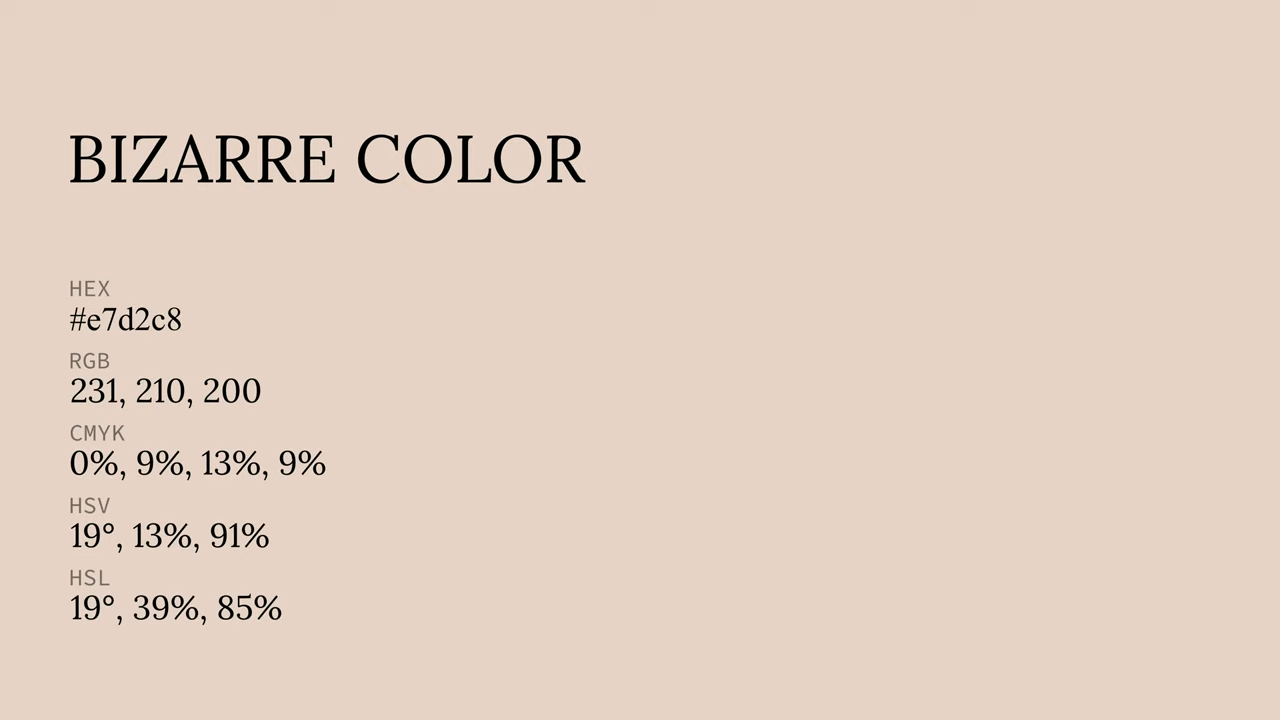 BIZARRE COLOR
HEX
#e7d2c8
RGB
231, 210, 200
CMYK
0%, 9%, 13%, 9%
HSV
19°, 13%, 91%
HSL
19°, 39%, 85%